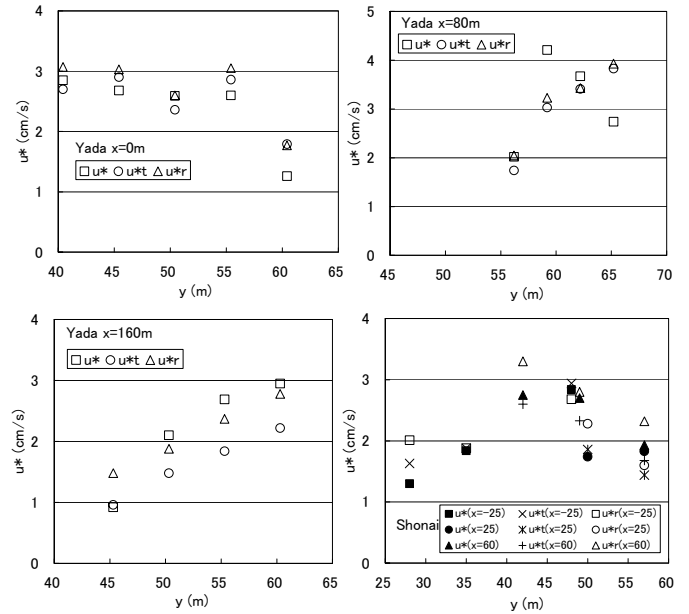 4
3
2
1
0
u* (cm/s)
Yada x=0m
□ u* ○ u*t △ u*r
40 45 50 55 60 65
y (m)
5
4
3
2
1
0
u* (cm/s)
Yada x=80m
□ u* ○ u*t △ u*r
45 50 55 60 65 70
y (m)
4
3
2
1
0
u* (cm/s)
Yada x=160m
□ u* ○ u*t △ u*r
40 45 50 55 60 65
y (m)
4
3
2
1
0
u* (cm/s)
Shonai
■ u*(x=-25) × u*t(x=-25) □ u*r(x=-25)
● u*(x=25) ж u*t(x=25) ○ u*r(x=25)
▲ u*(x=60) + u*t(x=60) △ u*r(x=60)
25 30 35 40 45 50 55 60
y (m)